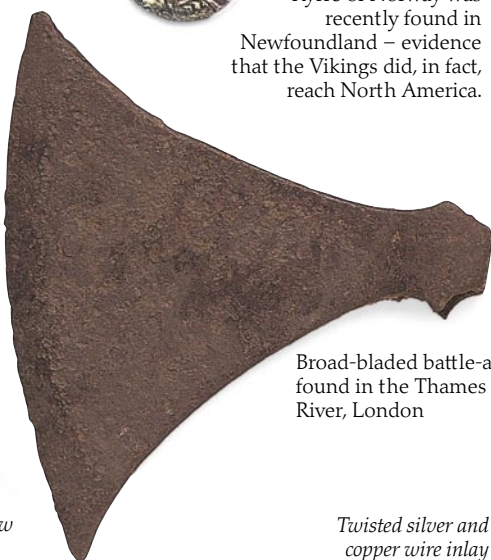 of Norway was
recently found in
Newfoundland – evidence
that the Vikings did, in fact,
reach North America.
Broad-bladed battle-a
found in the Thames
River, London
Twisted silver and
copper wire inlay